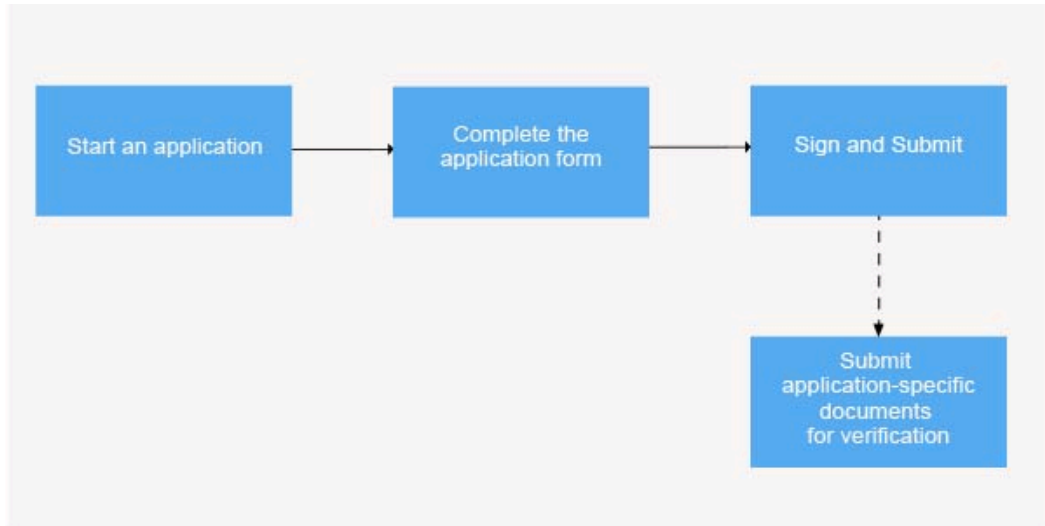 Start an application
Complete the
application form
Sign and Submit
Submit
application-specific
documents
for verification